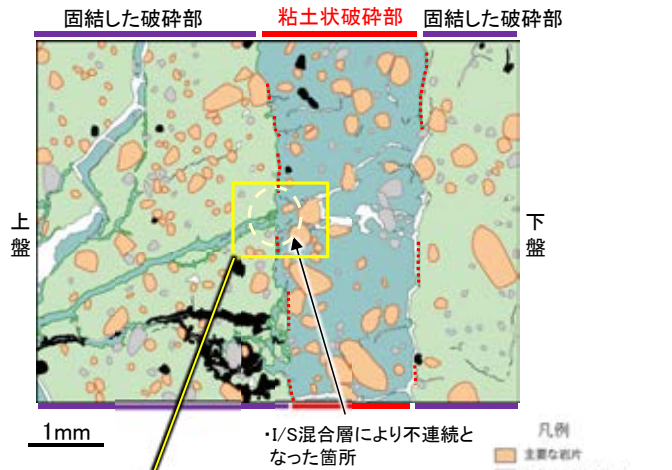 固結した破砕部
粘土状破砕部
固結した破砕部
上盤
下盤
1mm
・I/S混合層により不連続と
なった箇所
凡例
主要な岩片